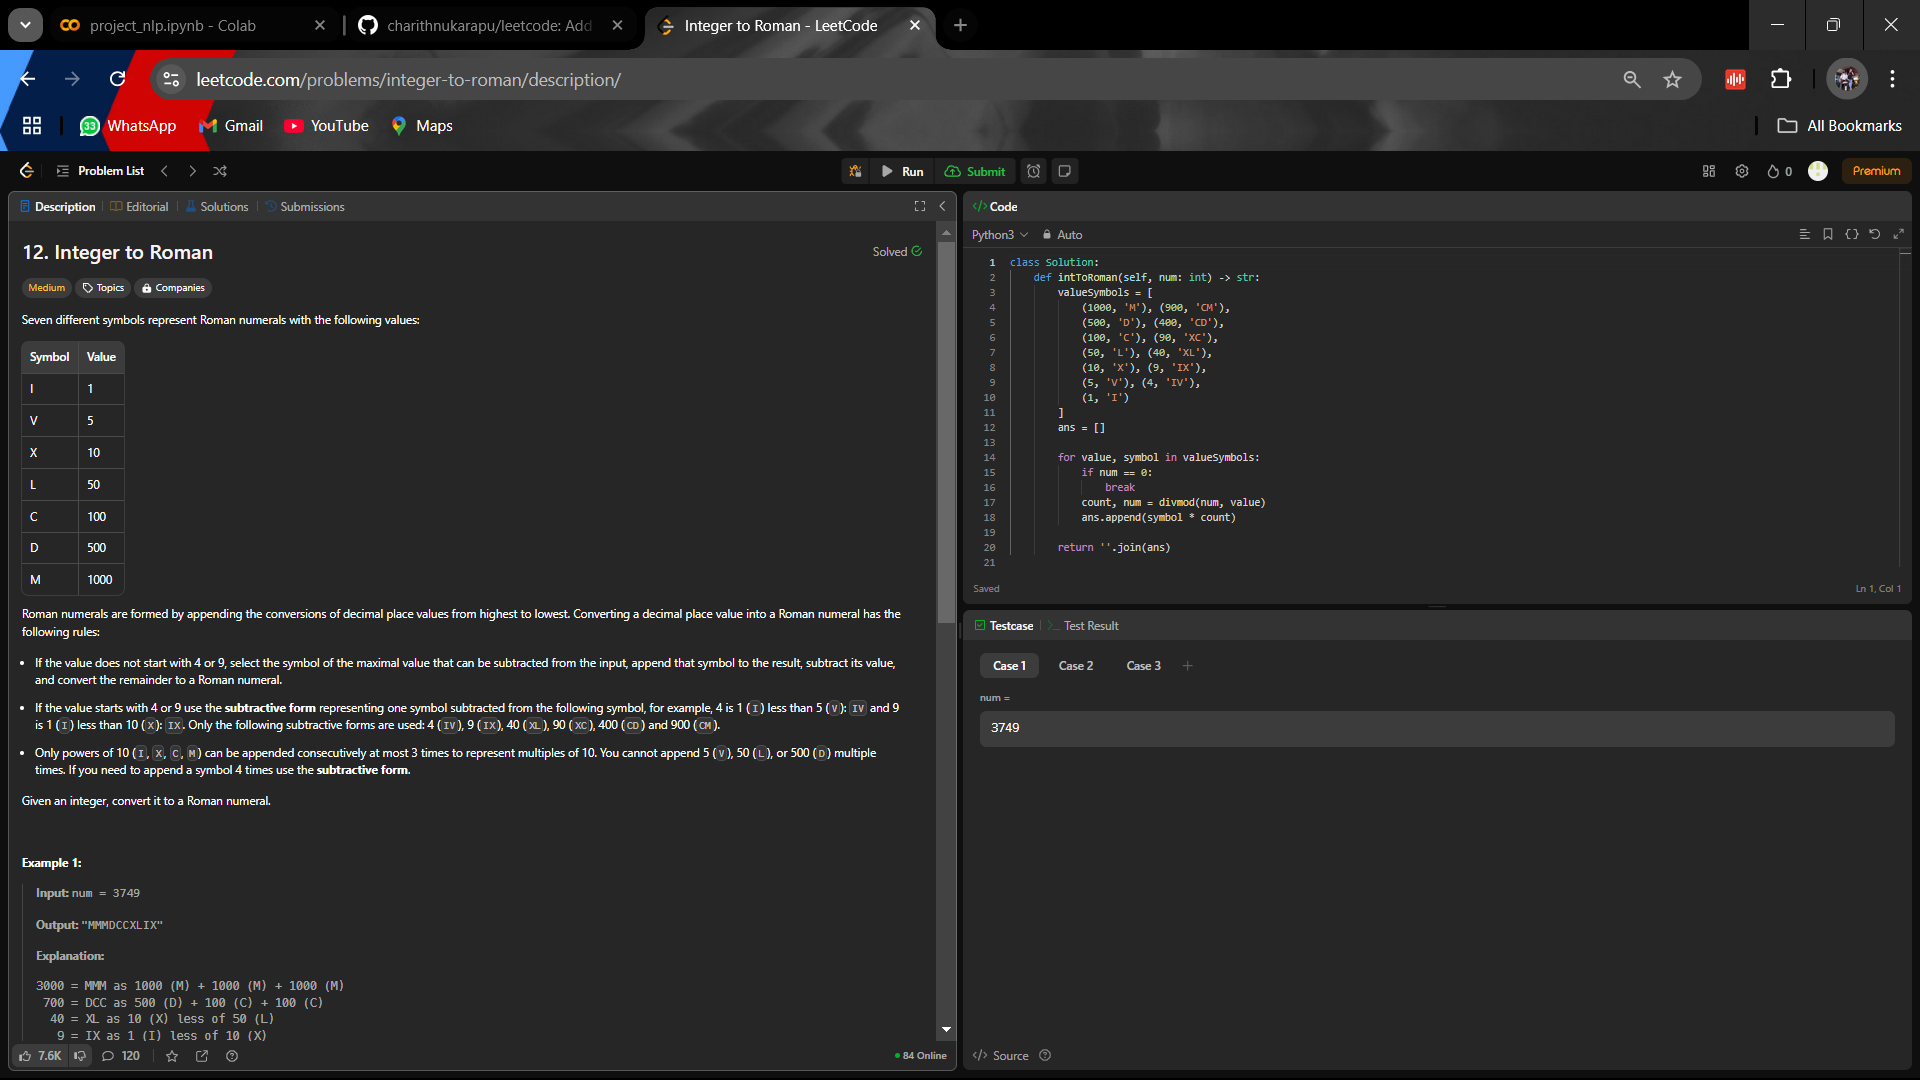 project_nlp.ipynb - Colab
charithnukarapu/leetcode: Add
Integer to Roman - LeetCode
leetcode.com/problems/integer-to-roman/description/
33
WhatsApp
Gmail
YouTube
Maps
All Bookmarks
Problem List
Run
Submit
0
Premium
Description
Editorial
Solutions
Submissions
12. Integer to Roman
Solved
Medium
Topics
Companies
Seven different symbols represent Roman numerals with the following values:
Symbol Value
I 1
V 5
X 10
L 50
C 100
D 500
M 1000
Roman numerals are formed by appending the conversions of decimal place values from highest to lowest. Converting a decimal place value into a Roman numeral has the
following rules:
• If the value does not start with 4 or 9, select the symbol of the maximal value that can be subtracted from the input, append that symbol to the result, subtract its value,
and convert the remainder to a Roman numeral.
• If the value starts with 4 or 9 use the subtractive form representing one symbol subtracted from the following symbol, for example, 4 is 1 (I) less than 5 (V): IV and 9
is 1 (I) less than 10 (X): IX. Only the following subtractive forms are used: 4 (IV), 9 (IX), 40 (XL), 90 (XC), 400 (CD) and 900 (CM).
• Only powers of 10 (I, X, C, M) can be appended consecutively at most 3 times to represent multiples of 10. You cannot append 5 (V), 50 (L), or 500 (D) multiple
times. If you need to append a symbol 4 times use the subtractive form.
Given an integer, convert it to a Roman numeral.
Example 1:
Input: num = 3749
Output: "MMMDCCXLIX"
Explanation:
3000 = MMM as 1000 (M) + 1000 (M) + 1000 (M)
700 = DCC as 500 (D) + 100 (C) + 100 (C)
40 = XL as 10 (X) less of 50 (L)
9 = IX as 1 (I) less of 10 (X)
7.6K
120
84 Online
</> Code
Python3
Auto
1 class Solution:
2 def intToRoman(self, num: int) -> str:
3 valueSymbols = [
4 (1000, 'M'), (900, 'CM'),
5 (500, 'D'), (400, 'CD'),
6 (100, 'C'), (90, 'XC'),
7 (50, 'L'), (40, 'XL'),
8 (10, 'X'), (9, 'IX'),
9 (5, 'V'), (4, 'IV'),
10 (1, 'I')
11 ]
12 ans = []
13
14 for value, symbol in valueSymbols:
15 if num == 0:
16 break
17 count, num = divmod(num, value)
18 ans.append(symbol * count)
19
20 return ''.join(ans)
21
Saved
Ln 1, Col 1
Testcase
>_ Test Result
Case 1
Case 2
Case 3
+
num =
3749
</> Source